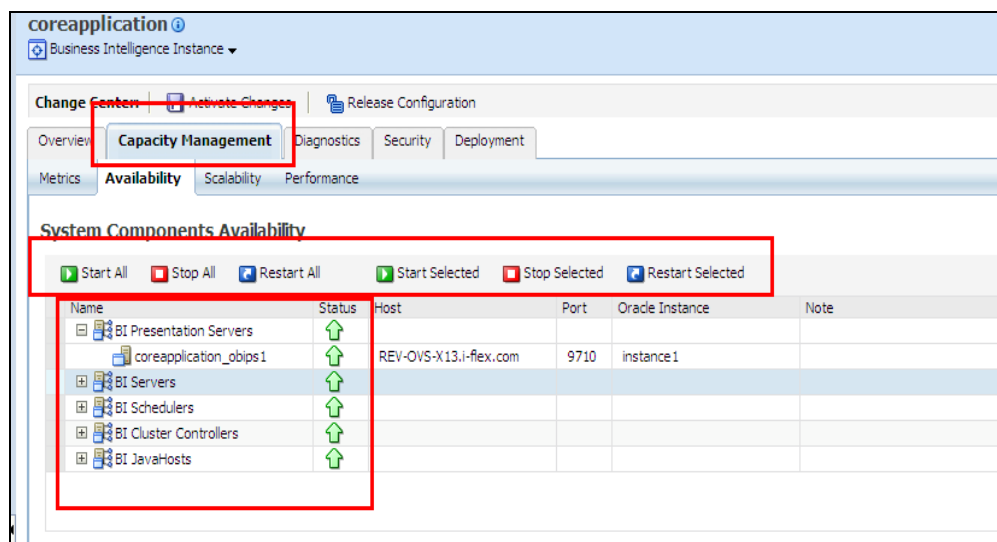 coreapplication
Business Intelligence Instance
Change Center: Activate Changes Release Configuration
Overview Capacity Management Diagnostics Security Deployment
Metrics Availability Scalability Performance
System Components Availability
Start All Stop All Restart All Start Selected Stop Selected Restart Selected
Name Status Host Port Oracle Instance Note
BI Presentation Servers
coreapplication_obips1 REV-OVS-X13.i-flex.com 9710 instance1
BI Servers
BI Schedulers
BI Cluster Controllers
BI JavaHosts